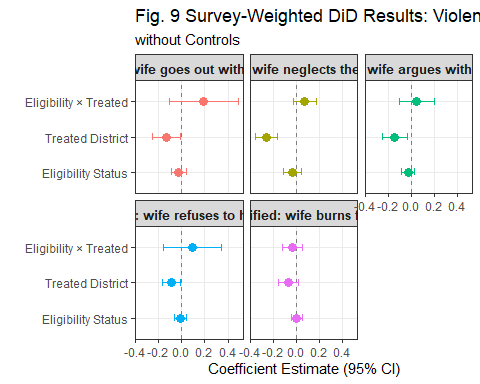 Fig. 9 Survey-Weighted DiD Results: Violen
without Controls
wife goes out with
wife neglects the
wife argues with
Eligibility × Treated
Treated District
Eligibility Status
-0.4 -0.2 0.0 0.2 0.4
: wife refuses to h
ified: wife burns f
Eligibility × Treated
Treated District
Eligibility Status
-0.4 -0.2 0.0 0.2 0.4 -0.4 -0.2 0.0 0.2 0.4
Coefficient Estimate (95% CI)